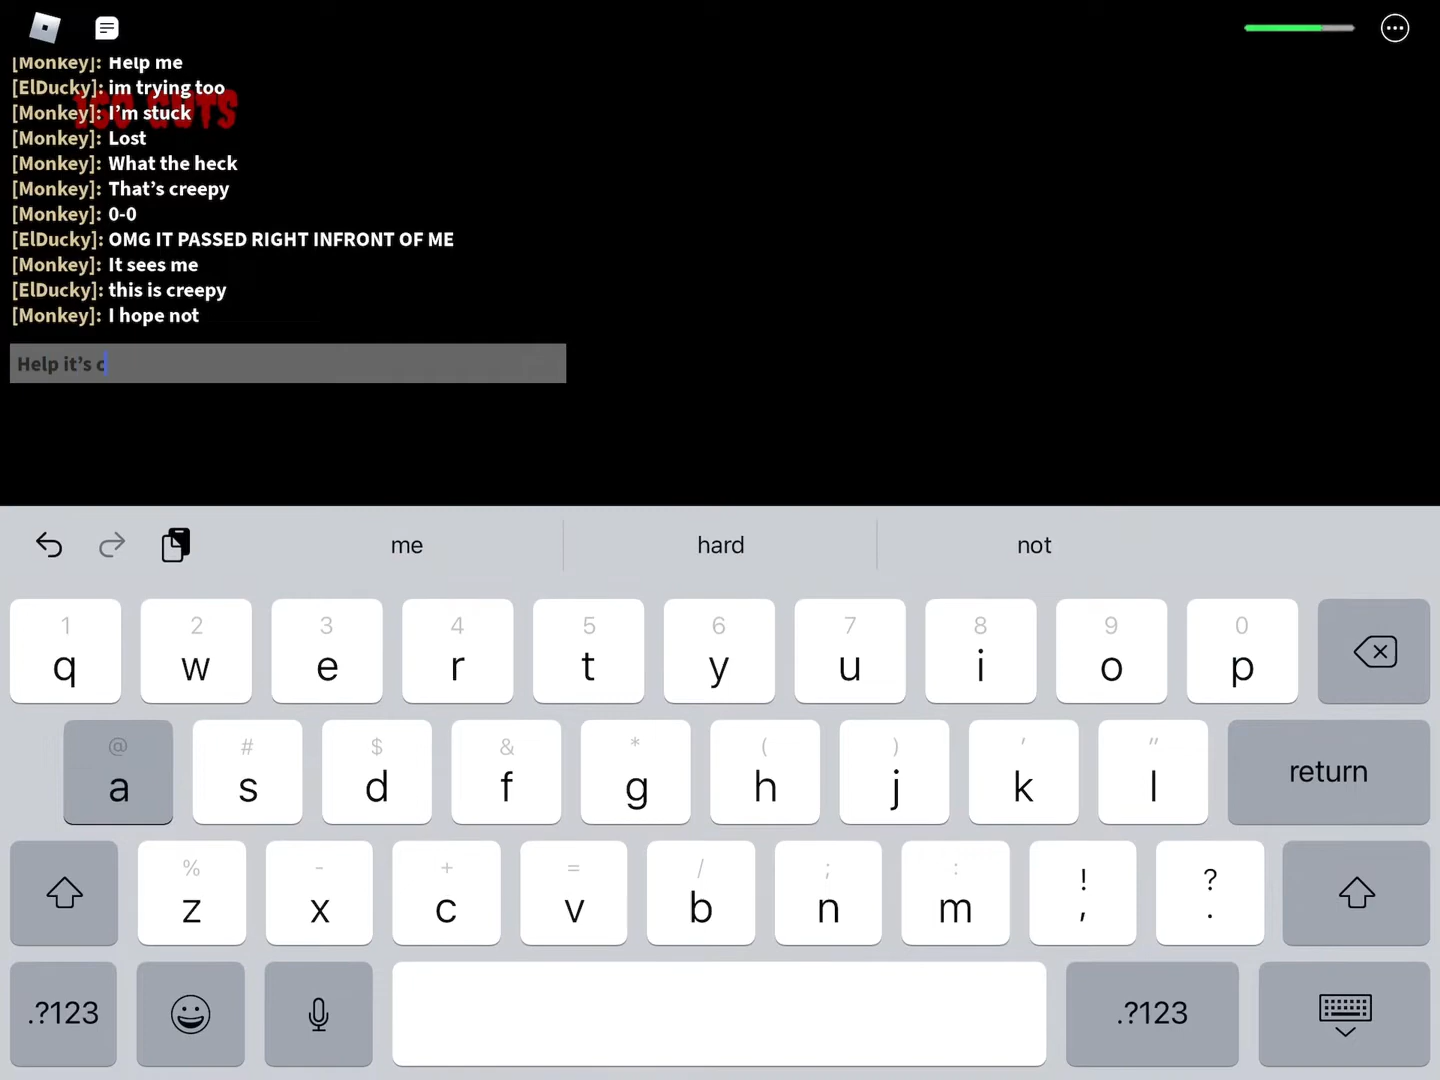 [Monkey]: Help me
[ElDucky]: im trying too
160 GUTS
[Monkey]: I'm stuck
[Monkey]: Lost
[Monkey]: What the heck
[Monkey]: That's creepy
[Monkey]: 0-0
[ElDucky]: OMG IT PASSED RIGHT INFRONT OF ME
[Monkey]: It sees me
[ElDucky]: this is creepy
[Monkey]: I hope not
Help it's c
me hard not
1 2 3 4 5 6 7 8 9 0
q w e r t y u i o p
@ # $ & * ( ) ' "
a s d f g h j k l return
% - + = / ; : ! ?
z x c v b n m , .
.?123 .?123